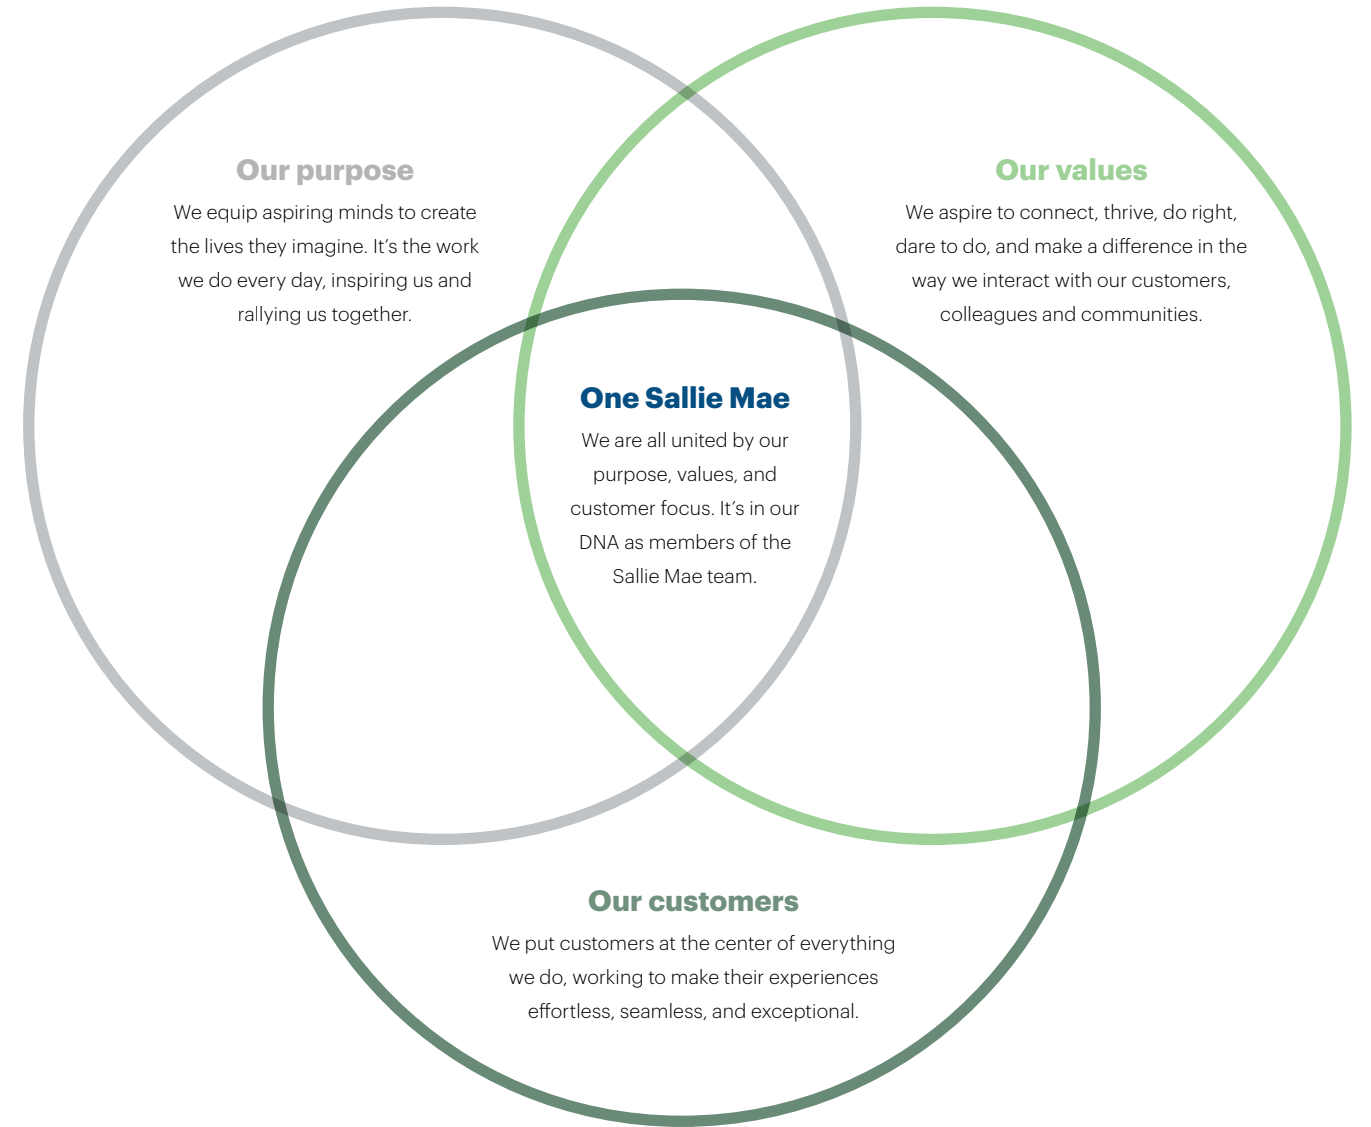 Our purpose
We equip aspiring minds to create
the lives they imagine. It’s the work
we do every day, inspiring us and
rallying us together.
Our values
We aspire to connect, thrive, do right,
dare to do, and make a difference in the
way we interact with our customers,
colleagues and communities.
One Sallie Mae
We are all united by our
purpose, values, and
customer focus. It’s in our
DNA as members of the
Sallie Mae team.
Our customers
We put customers at the center of everything
we do, working to make their experiences
effortless, seamless, and exceptional.